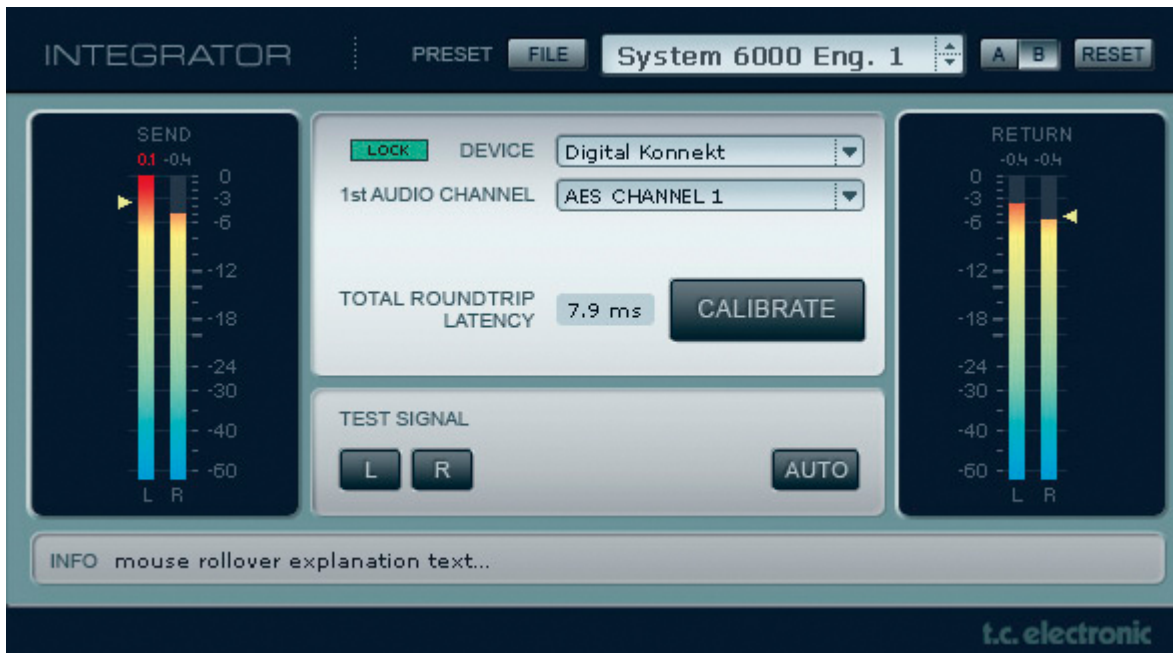 INTEGRATOR PRESET FILE System 6000 Eng. 1 A B RESET
SEND
0.1 -0.4
0
-3
-6
-12
-18
-24
-30
-40
-60
L R
LOCK DEVICE Digital Konnekt
1st AUDIO CHANNEL AES CHANNEL 1
TOTAL ROUNDTRIP
LATENCY 7.9 ms CALIBRATE
TEST SIGNAL
L R AUTO
RETURN
-0.4 -0.4
0
-3
-6
-12
-18
-24
-30
-40
-60
L R
INFO mouse rollover explanation text...
t.c. electronic